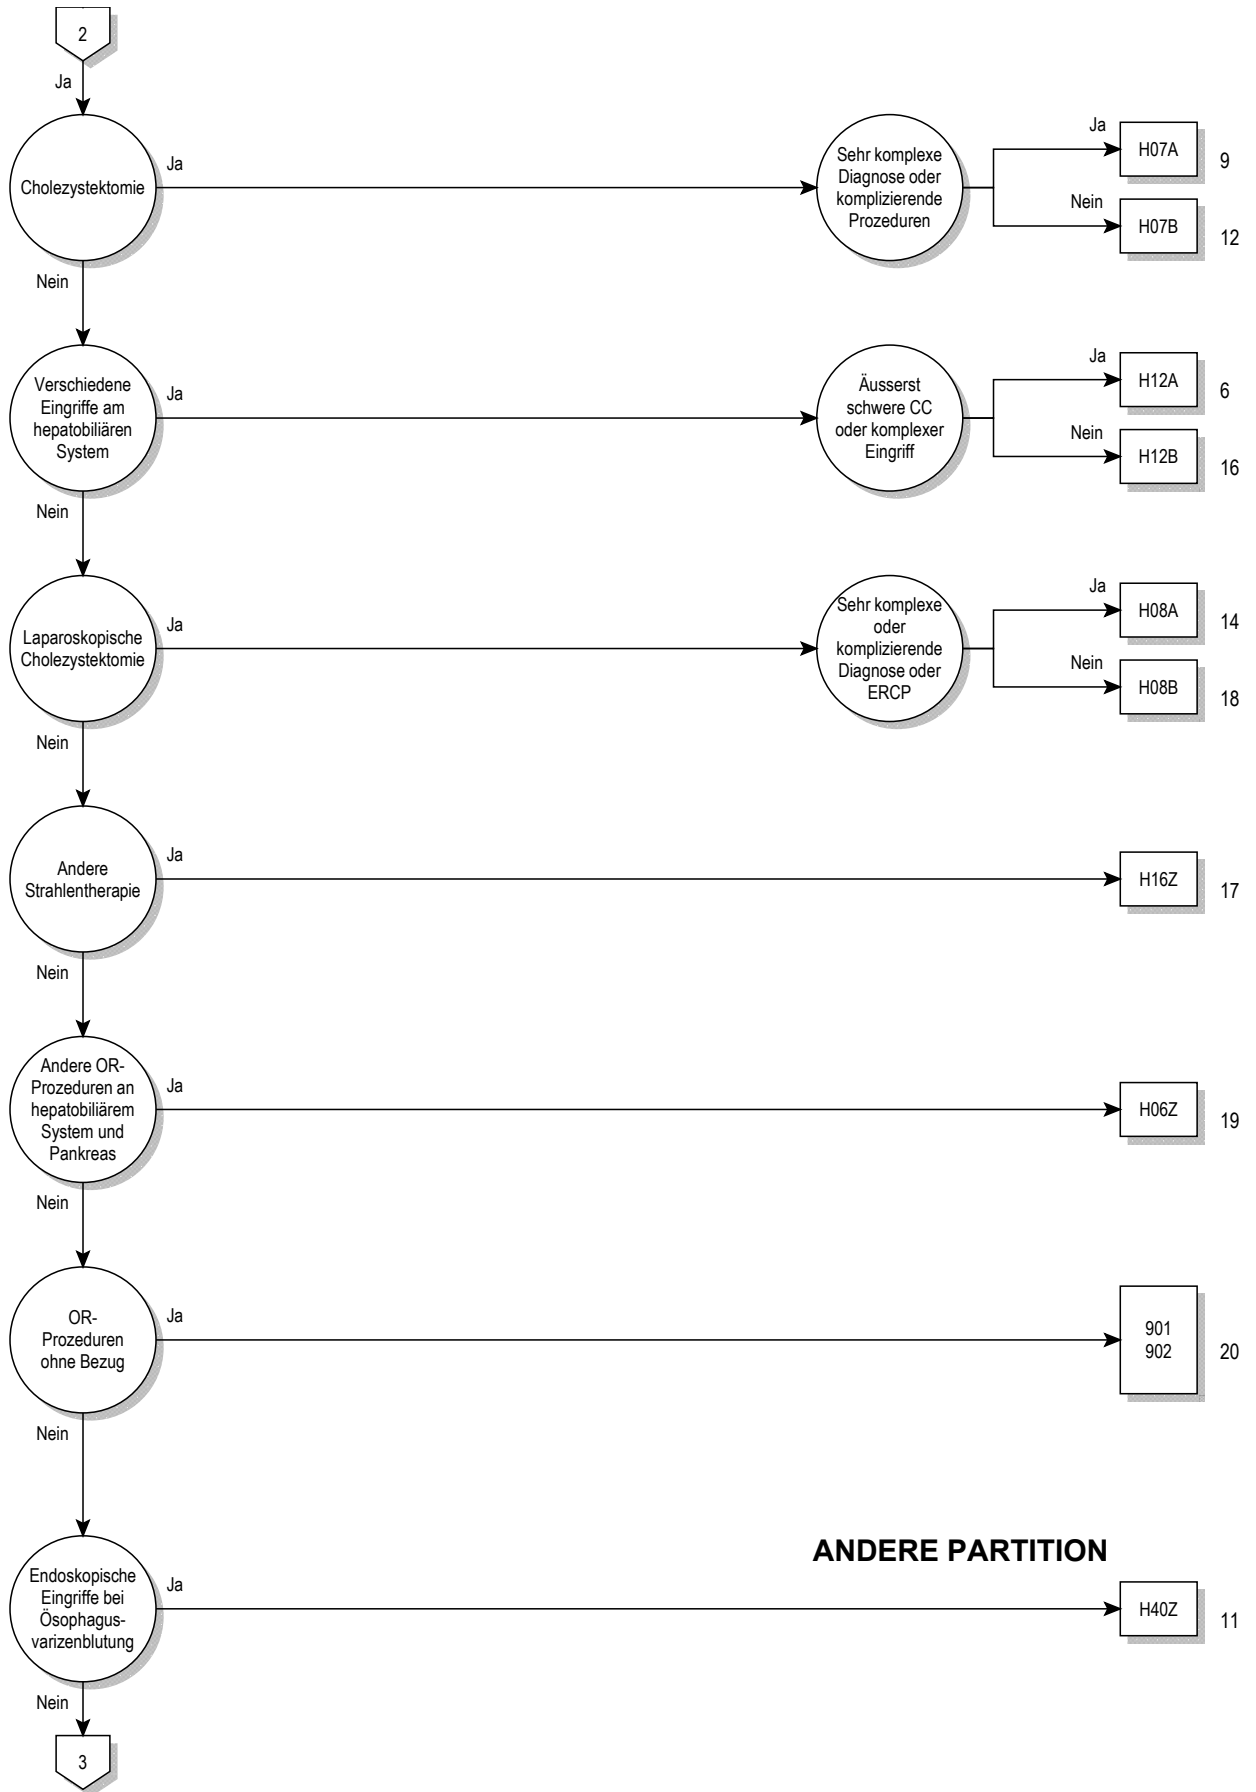 2
Ja
Cholezystektomie
Ja
Sehr komplexe
Diagnose oder
komplizierende
Prozeduren
Ja
H07A
9
Nein
H07B
12
Nein
Verschiedene
Eingriffe am
hepatobiliären
System
Ja
Äusserst
schwere CC
oder komplexer
Eingriff
Ja
H12A
6
Nein
H12B
16
Nein
Laparoskopische
Cholezystektomie
Ja
Sehr komplexe
oder
komplizierende
Diagnose oder
ERCP
Ja
H08A
14
Nein
H08B
18
Nein
Andere
Strahlentherapie
Ja
H16Z
17
Nein
Andere OR-
Prozeduren an
hepatobiliärem
System und
Pankreas
Ja
H06Z
19
Nein
OR-
Prozeduren
ohne Bezug
Ja
901
902
20
Nein
ANDERE PARTITION
Endoskopische
Eingriffe bei
Ösophagus-
varizenblutung
Ja
H40Z
11
Nein
3